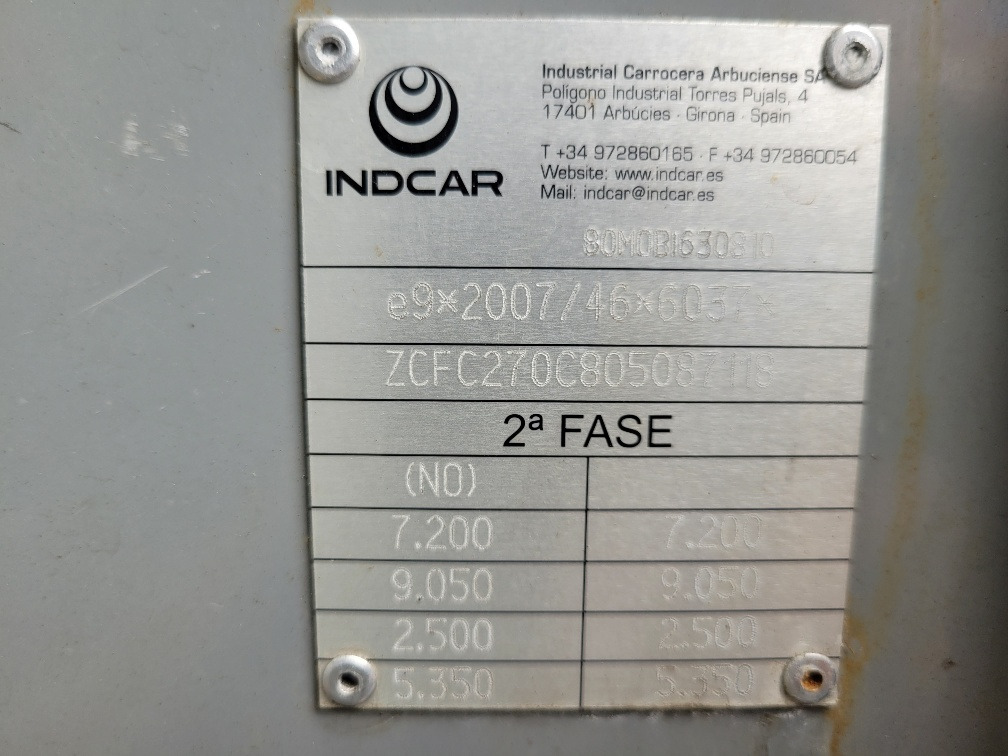 INDCAR
Industrial Carrocera Arbuciense SA
Polígono Industrial Torres Pujals, 4
17401 Arbúcies · Girona · Spain
T +34 972860165 · F +34 972860054
Website: www.indcar.es
Mail: indcar@indcar.es
80M0B1630810
e9*2007/46*6037*
ZCFC270C805087118
2ª FASE
(NO)
7.200 7.200
9.050 9.050
2.500 2.500
5.350 5.350